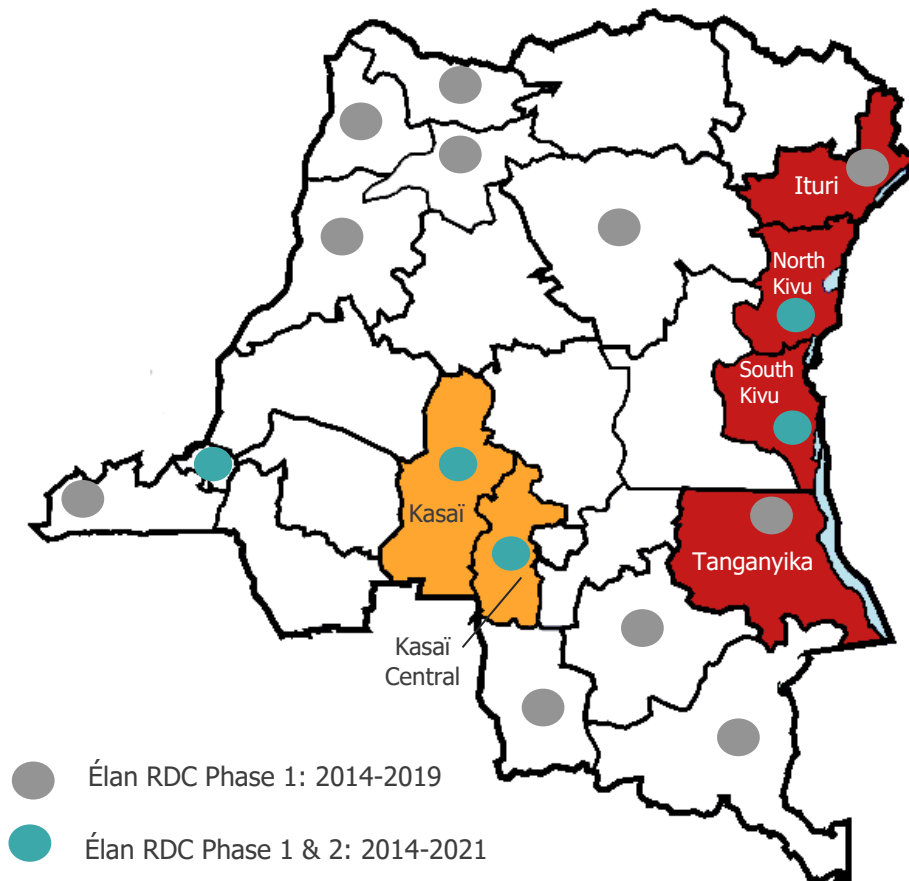 Ituri
North
Kivu
South
Kivu
Kasaï
Tanganyika
Kasaï
Central
Élan RDC Phase 1: 2014-2019
Élan RDC Phase 1 & 2: 2014-2021